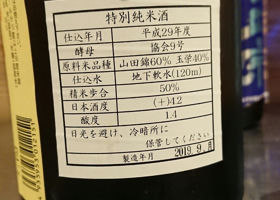 特別純米酒
仕込年月 平成29年度
酵母 協会9号
原料米品種 山田錦60% 玉栄40%
仕込水 地下軟水(120m)
精米歩合 50%
日本酒度 (+)4.2
酸度 1.4
日光を避け、冷暗所に
保管してください
製造年月 2019.9月
4935953012151